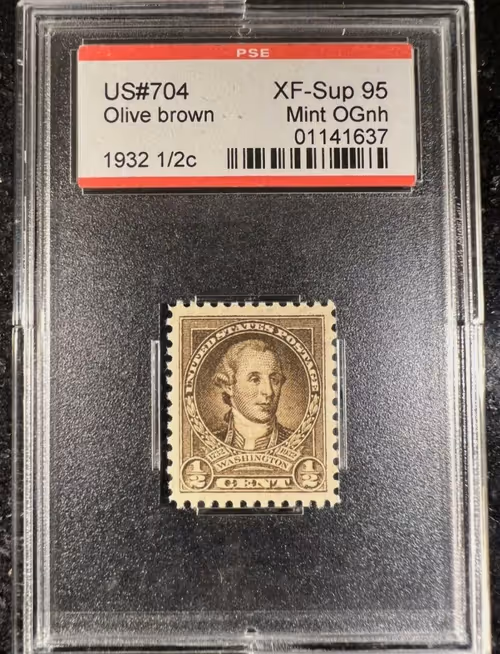 PSE
US#704 XF-Sup 95
Olive brown Mint OGnh
01141637
1932 1/2c
UNITED STATES POSTAGE
1732 1932
WASHINGTON
1/2 1/2
CENT